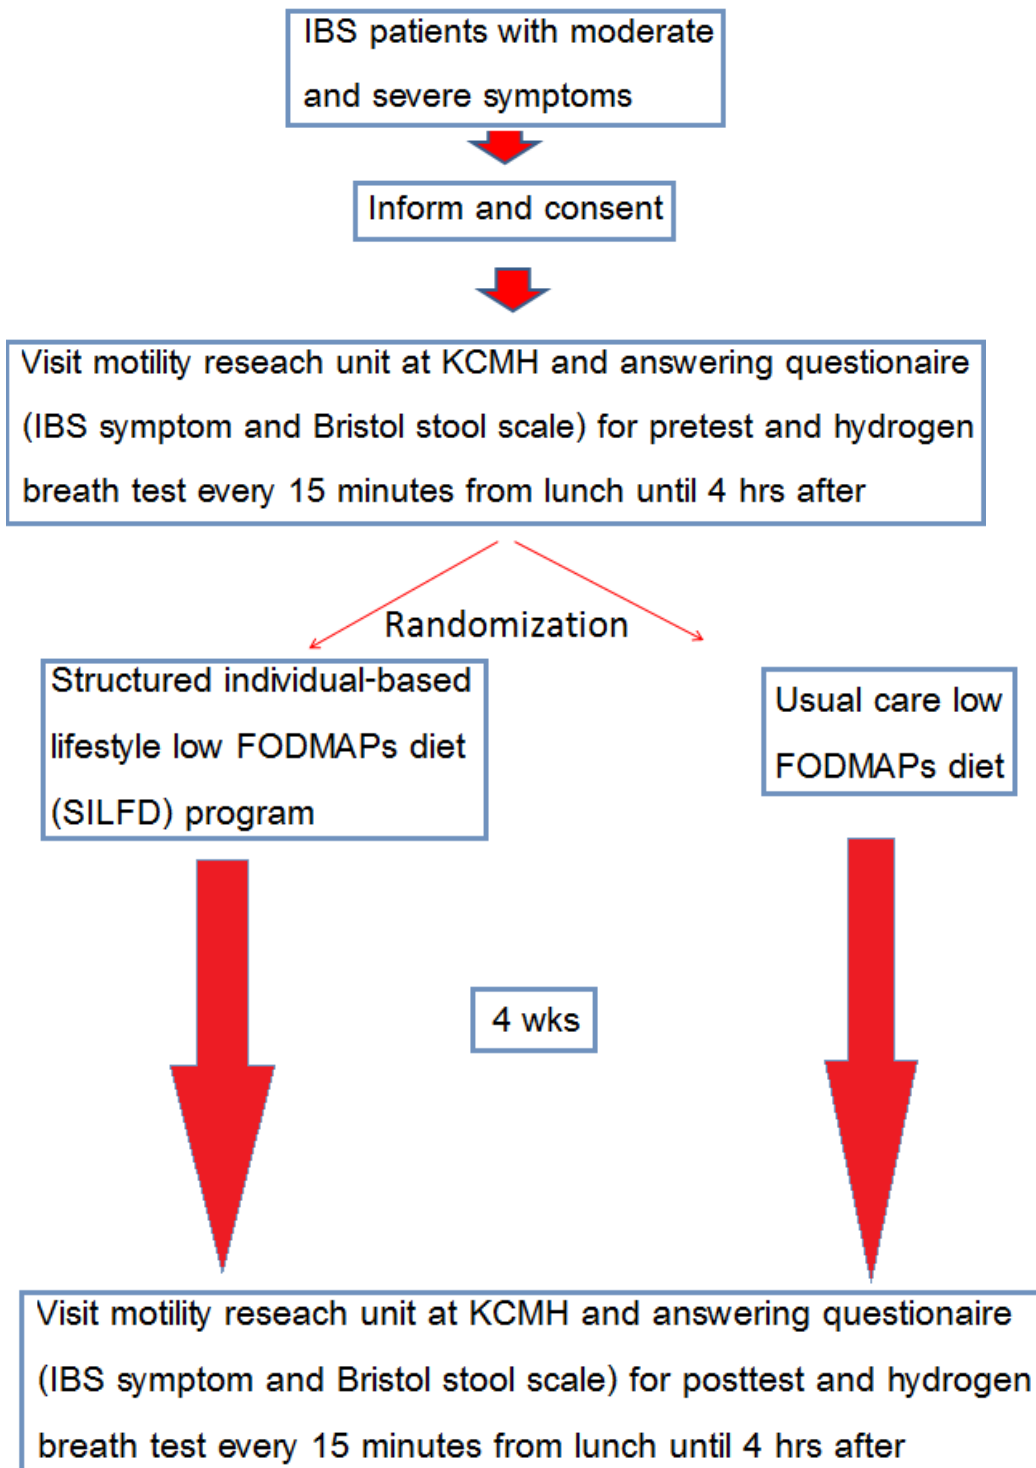 IBS patients with moderate
and severe symptoms
Inform and consent
Visit motility reseach unit at KCMH and answering questionaire
(IBS symptom and Bristol stool scale) for pretest and hydrogen
breath test every 15 minutes from lunch until 4 hrs after
Randomization
Structured individual-based
lifestyle low FODMAPs diet
(SILFD) program
Usual care low
FODMAPs diet
4 wks
Visit motility reseach unit at KCMH and answering questionaire
(IBS symptom and Bristol stool scale) for posttest and hydrogen
breath test every 15 minutes from lunch until 4 hrs after